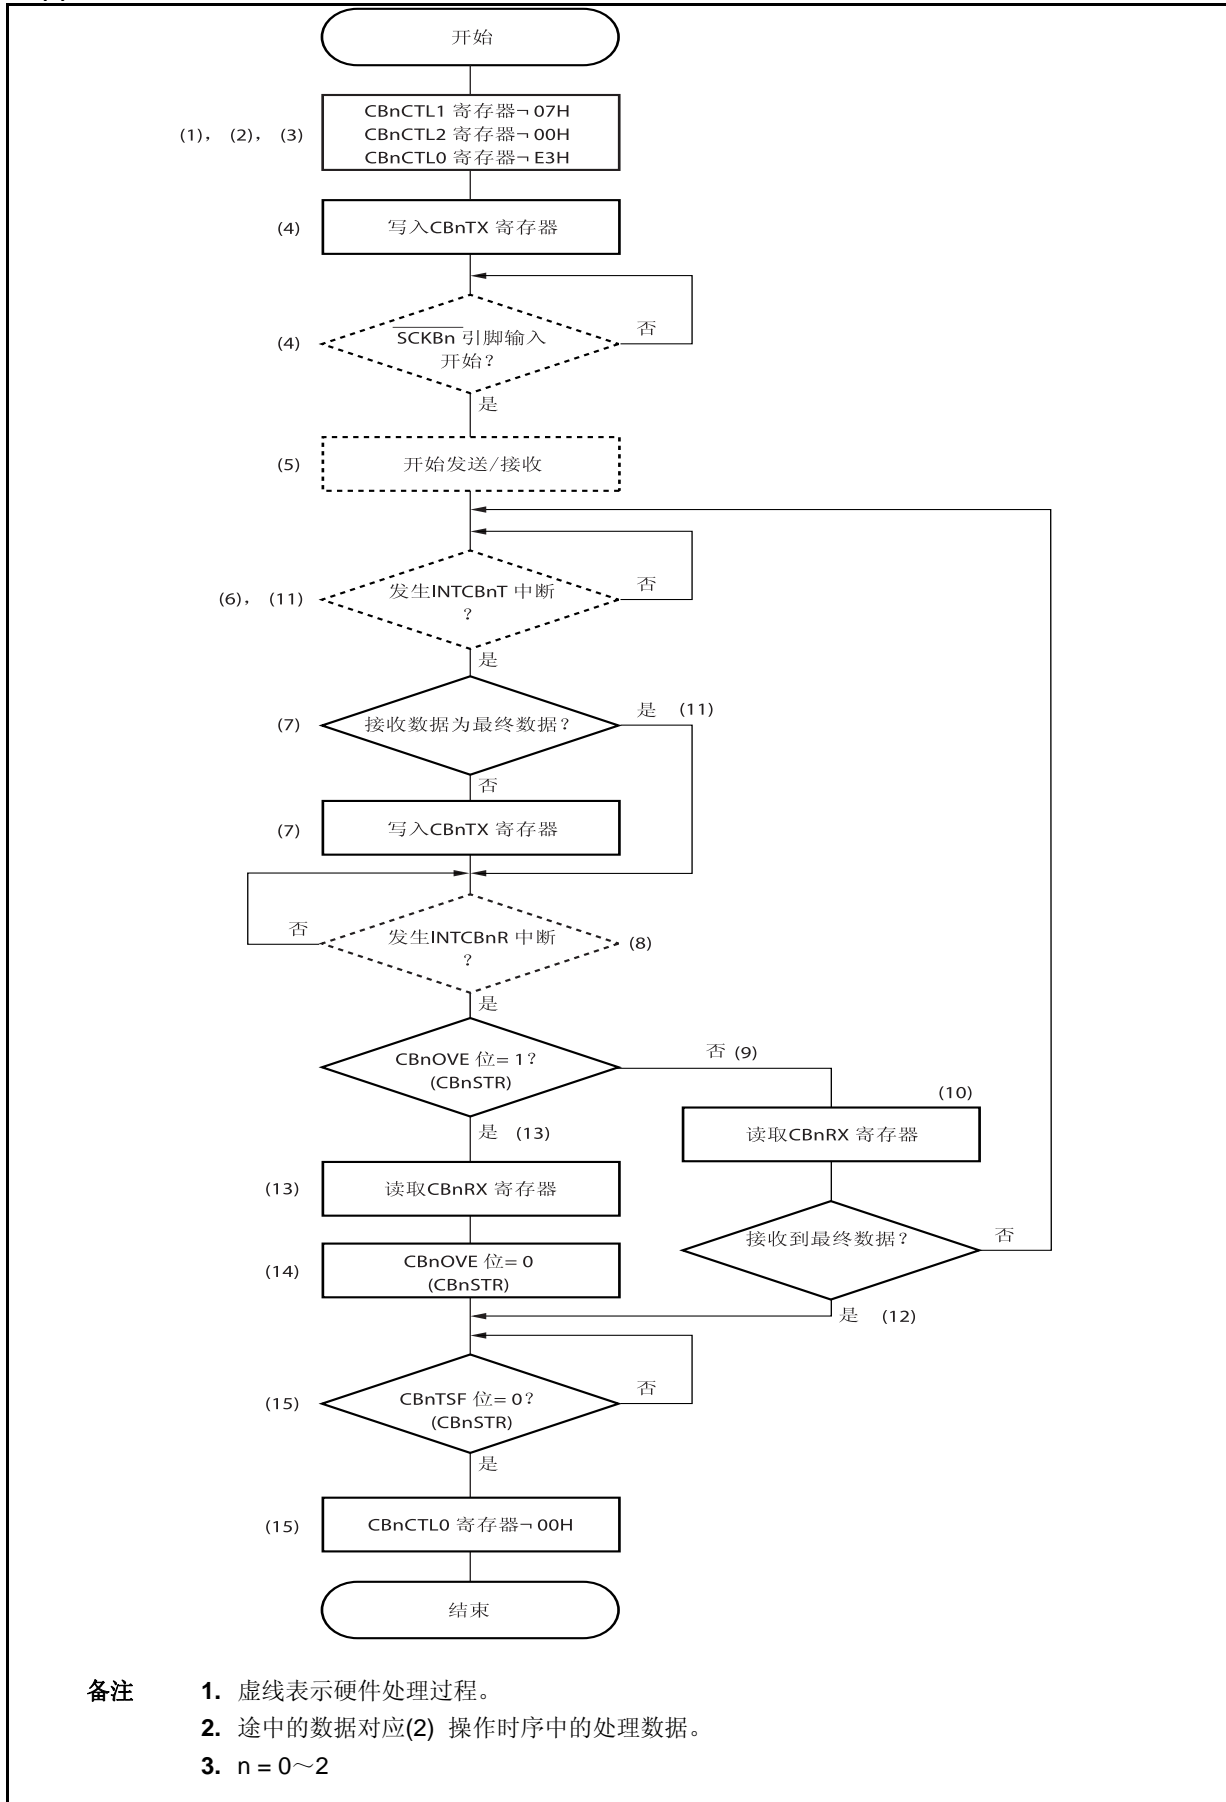 开始
CBnCTL1 寄存器¬ 07H
(1)， (2)， (3)
CBnCTL2 寄存器¬ 00H
CBnCTL0 寄存器¬ E3H
(4)
写入CBnTX 寄存器
(4)
SCKBn 引脚输入
开始？
否
是
(5)
开始发送/接收
(6)， (11)
发生INTCBnT 中断
？
否
是
(7)
接收数据为最终数据？
是 (11)
否
(7)
写入CBnTX 寄存器
否
发生INTCBnR 中断
？
(8)
是
CBnOVE 位= 1？
(CBnSTR)
否 (9)
(10)
读取CBnRX 寄存器
是 (13)
(13)
读取CBnRX 寄存器
接收到最终数据？
否
(14)
CBnOVE 位= 0
(CBnSTR)
是 (12)
(15)
CBnTSF 位= 0？
(CBnSTR)
否
是
(15)
CBnCTL0 寄存器¬ 00H
结束
备注 1. 虚线表示硬件处理过程。
2. 途中的数据对应(2) 操作时序中的处理数据。
3. n = 0～2